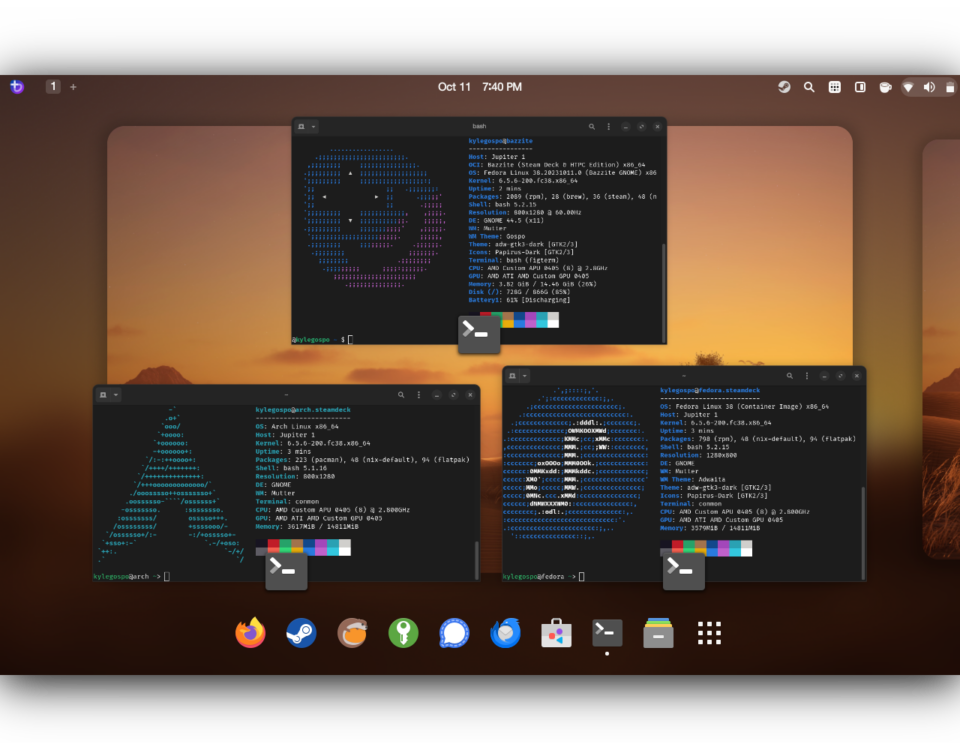 1 +
Oct 11 7:40 PM
bash
kylegospo@bazzite
-----------------
Host: Jupiter 1
OS: Fedora Linux 38.20231011.0 (Bazzite GNOME) x86
Kernel: 6.5.6-200.fc38.x86_64
Uptime: 2 mins
Packages: 2089 (rpm), 28 (brew), 36 (steam), 48 (n
Shell: bash 5.2.15
Resolution: 800x1280 @ 60.00Hz
DE: GNOME 44.5 (x11)
WM: Mutter
WM Theme: Gospo
Theme: adw-gtk3-dark [GTK2/3]
Icons: Papirus-Dark [GTK2/3]
Terminal: bash (figterm)
CPU: AMD Custom APU 0405 (8) @ 2.8GHz
GPU: AMD ATI AMD Custom GPU 0405
Memory: 3.82 GiB / 14.46 GiB (26%)
Disk (/): 728G / 866G (85%)
Battery1: 61% [Discharging]
kylegospo ~ $
~
kylegospo@arch.steamdeck
------------------------
OS: Arch Linux x86_64
Host: Jupiter 1
Kernel: 6.5.6-200.fc38.x86_64
Uptime: 3 mins
Packages: 223 (pacman), 48 (nix-default), 94 (flatpak)
Shell: bash 5.1.16
Resolution: 800x1280
DE: GNOME
WM: Mutter
Terminal: conmon
CPU: AMD Custom APU 0405 (8) @ 2.800GHz
GPU: AMD ATI AMD Custom GPU 0405
Memory: 3617MiB / 14811MiB
kylegospo@arch ~>
~
kylegospo@fedora.steamdeck
--------------------------
OS: Fedora Linux 38 (Container Image) x86_64
Host: Jupiter 1
Kernel: 6.5.6-200.fc38.x86_64
Uptime: 3 mins
Packages: 798 (rpm), 48 (nix-default), 94 (flatpak)
Shell: bash 5.2.15
Resolution: 1280x800
DE: GNOME
WM: Mutter
WM Theme: Adwaita
Theme: adw-gtk3-dark [GTK2/3]
Icons: Papirus-Dark [GTK2/3]
Terminal: conmon
CPU: AMD Custom APU 0405 (8) @ 2.800GHz
GPU: AMD ATI AMD Custom GPU 0405
Memory: 3579MiB / 14811MiB
kylegospo@fedora ~>